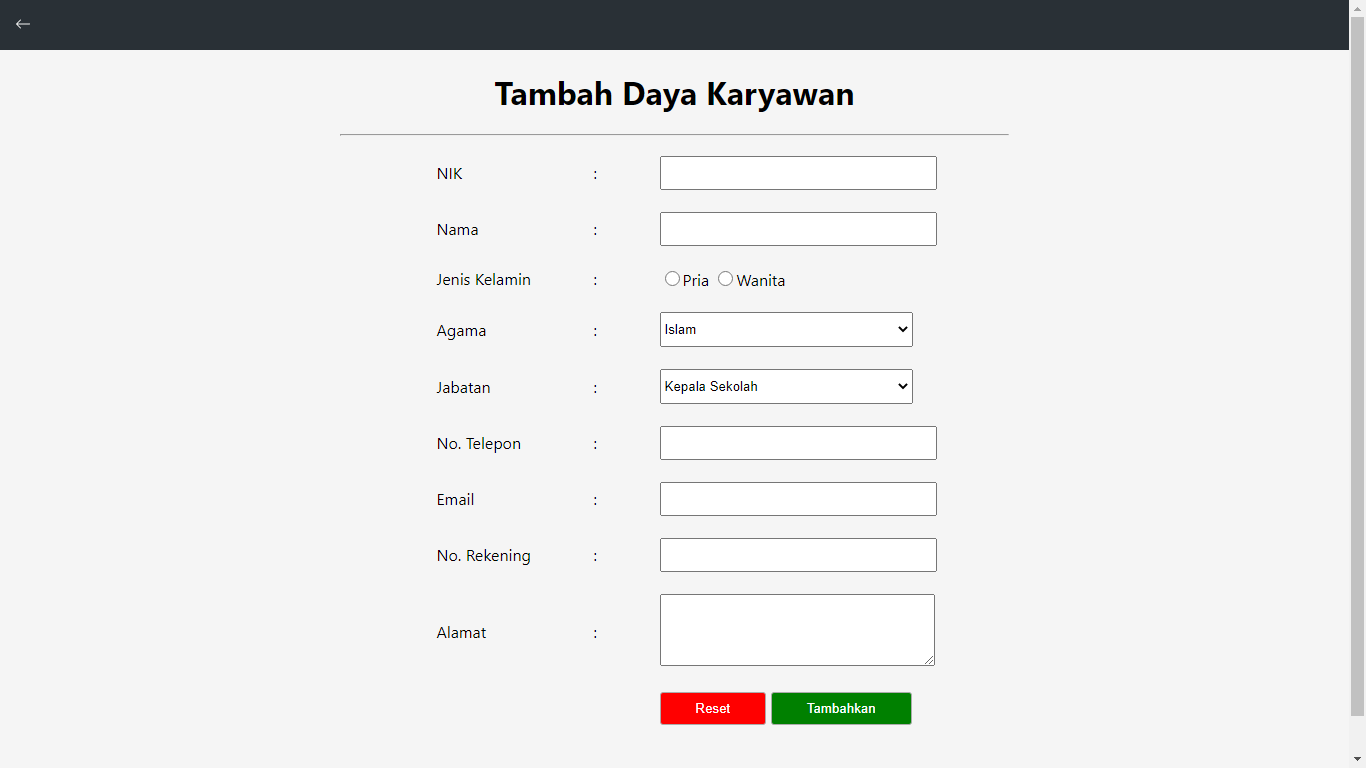 Tambah Daya Karyawan
NIK :
Nama :
Jenis Kelamin : Pria Wanita
Agama : Islam
Jabatan : Kepala Sekolah
No. Telepon :
Email :
No. Rekening :
Alamat :
Reset Tambahkan